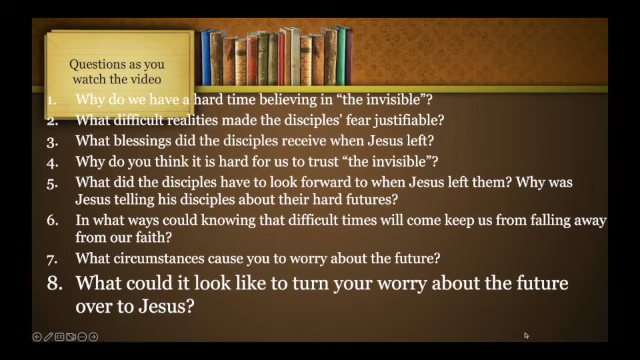 Questions as you
watch the video
1. Why do we have a hard time believing in “the invisible”?
2. What difficult realities made the disciples’ fear justifiable?
3. What blessings did the disciples receive when Jesus left?
4. Why do you think it is hard for us to trust “the invisible”?
5. What did the disciples have to look forward to when Jesus left them? Why was
Jesus telling his disciples about their hard futures?
6. In what ways could knowing that difficult times will come keep us from falling away
from our faith?
7. What circumstances cause you to worry about the future?
8. What could it look like to turn your worry about the future
over to Jesus?